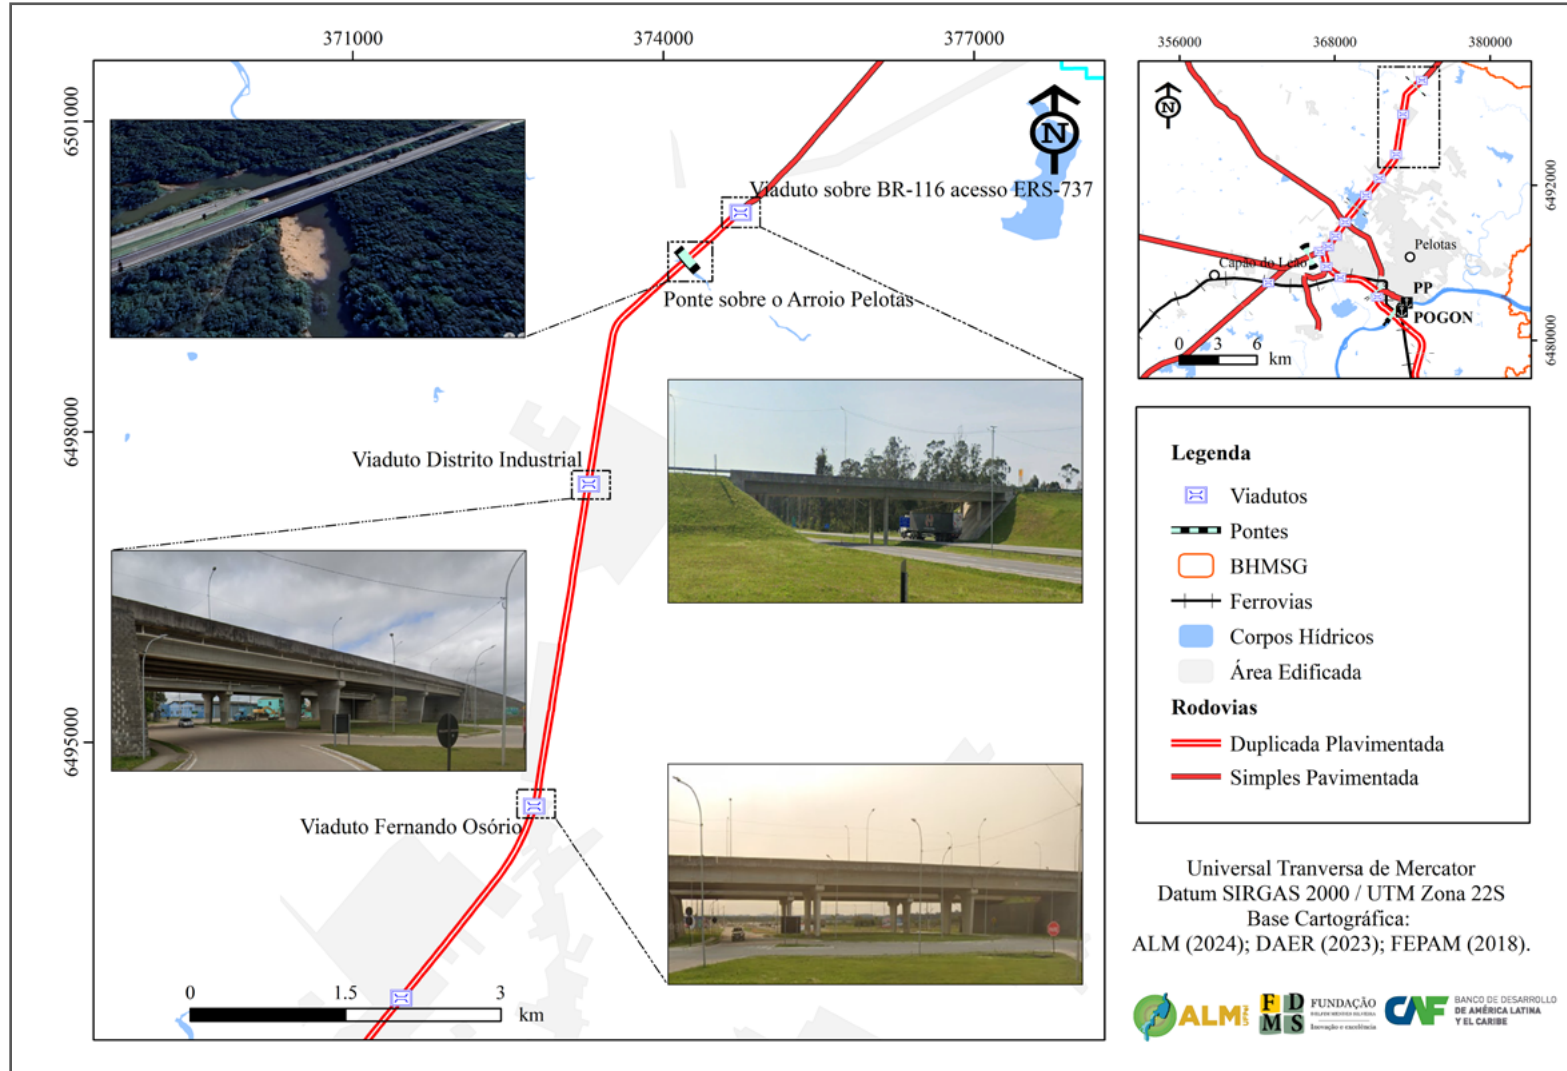 371000
374000
377000
6501000
6498000
6495000
N
Viaduto sobre BR-116 acesso ERS-737
Ponte sobre o Arroio Pelotas
Viaduto Distrito Industrial
Viaduto Fernando Osório
0
1.5
3
km
356000
368000
380000
6492000
6480000
N
Pelotas
Capão do Leão
PP
POGON
0
3
6
km
Legenda
Viadutos
Pontes
BHMSG
Ferrovias
Corpos Hídricos
Área Edificada
Rodovias
Duplicada Plavimentada
Simples Pavimentada
Universal Tranversa de Mercator
Datum SIRGAS 2000 / UTM Zona 22S
Base Cartográfica:
ALM (2024); DAER (2023); FEPAM (2018).
ALM
F D
M S
FUNDAÇÃO
Inovação e excelência
CAF
BANCO DE DESARROLLO
DE AMÉRICA LATINA
Y EL CARIBE